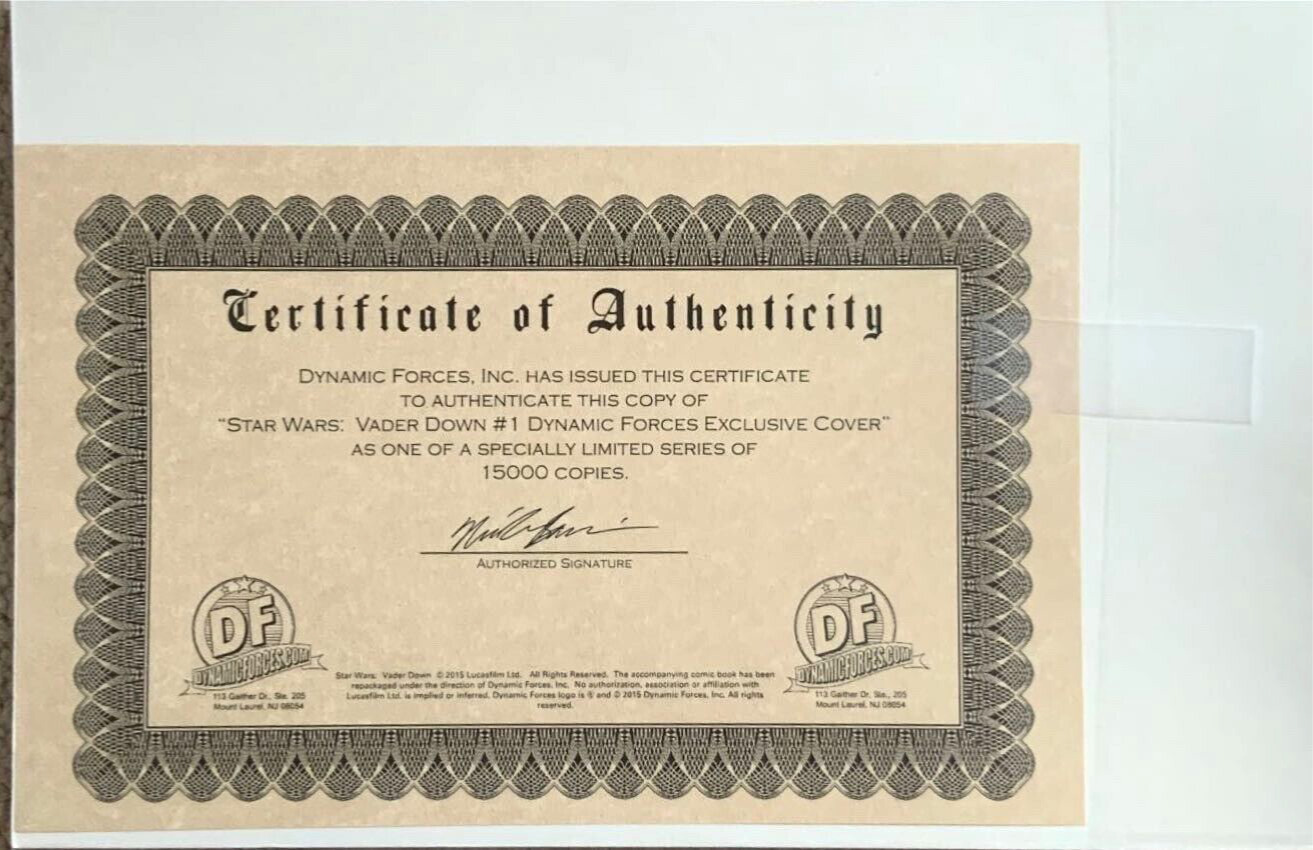 Certificate of Authenticity
DYNAMIC FORCES, INC. HAS ISSUED THIS CERTIFICATE
TO AUTHENTICATE THIS COPY OF
"STAR WARS: VADER DOWN #1 DYNAMIC FORCES EXCLUSIVE COVER"
AS ONE OF A SPECIALLY LIMITED SERIES OF
15000 COPIES.
AUTHORIZED SIGNATURE
DF
DYNAMICFORCES.COM
113 Gaither Dr., Ste. 205
Mount Laurel, NJ 08054
Star Wars: Vader Down © 2015 Lucasfilm Ltd. All Rights Reserved. The accompanying comic book has been
repackaged under the direction of Dynamic Forces, Inc. No authorization, association or affiliation with
Lucasfilm Ltd. is implied or inferred. Dynamic Forces logo is ® and © 2015 Dynamic Forces, Inc. All rights
reserved.
DF
DYNAMICFORCES.COM
113 Gaither Dr., Ste., 205
Mount Laurel, NJ 08054